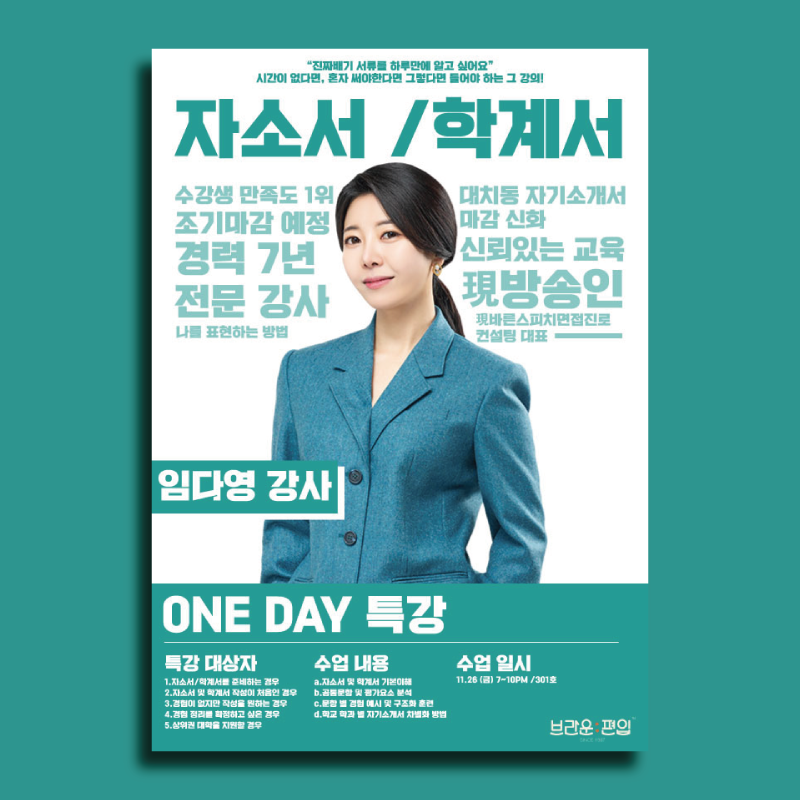 “진짜배기 서류를 하루만에 알고 싶어요”
시간이 없다면, 혼자 써야한다면 그렇다면 들어야 하는 그 강의!
자소서 / 학계서
수강생 만족도 1위
조기마감 예정
경력 7년
전문 강사
나를 표현하는 방법
대치동 자기소개서
마감 신화
신뢰있는 교육
現방송인
現바른스피치면접진로
컨설팅 대표
임다영 강사
ONE DAY 특강
특강 대상자
1.자소서/학계서를 준비하는 경우
2.자소서 및 학계서 작성이 처음인 경우
3.경험이 없지만 작성을 원하는 경우
4.경험 정리를 확정하고 싶은 경우
5.상위권 대학을 지원할 경우
수업 내용
a.자소서 및 학계서 기본이해
b.공통문항 및 평가요소 분석
c.문항 별 경험 예시 및 구조화 훈련
d.학교 학과 별 자기소개서 차별화 방법
수업 일시
11.26 (금) 7-10PM /301호
브라운:편입